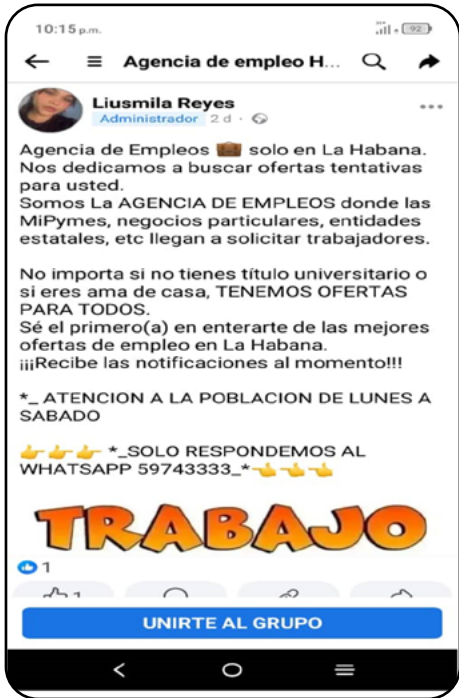 10:15 p.m.
92
Agencia de empleo H...
Liusmila Reyes
Administrador 2 d ·
Agencia de Empleos 💼 solo en La Habana.
Nos dedicamos a buscar ofertas tentativas
para usted.
Somos La AGENCIA DE EMPLEOS donde las
MiPymes, negocios particulares, entidades
estatales, etc llegan a solicitar trabajadores.
No importa si no tienes título universitario o
si eres ama de casa, TENEMOS OFERTAS
PARA TODOS.
Sé el primero(a) en enterarte de las mejores
ofertas de empleo en La Habana.
¡¡¡Recibe las notificaciones al momento!!!
*_ ATENCION A LA POBLACION DE LUNES A
SABADO
👉👉👉 *_SOLO RESPONDEMOS AL
WHATSAPP 59743333_*👈👈👈
TRABAJO
1
1
UNIRTE AL GRUPO